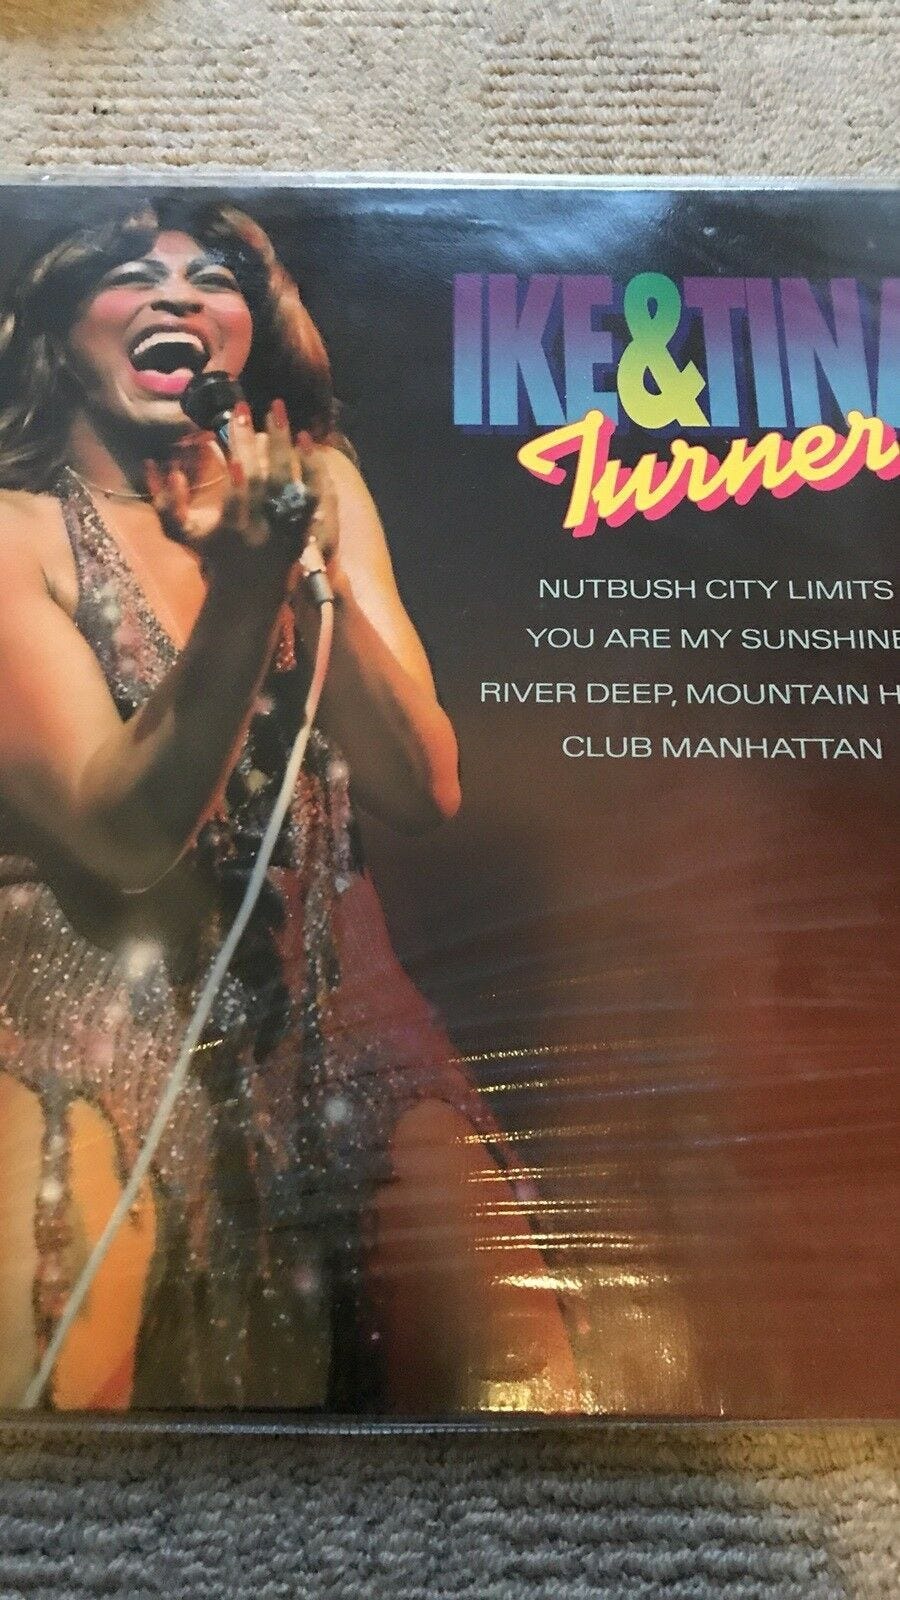 IKE & TINA
Turner
NUTBUSH CITY LIMITS
YOU ARE MY SUNSHINE
RIVER DEEP, MOUNTAIN H
CLUB MANHATTAN